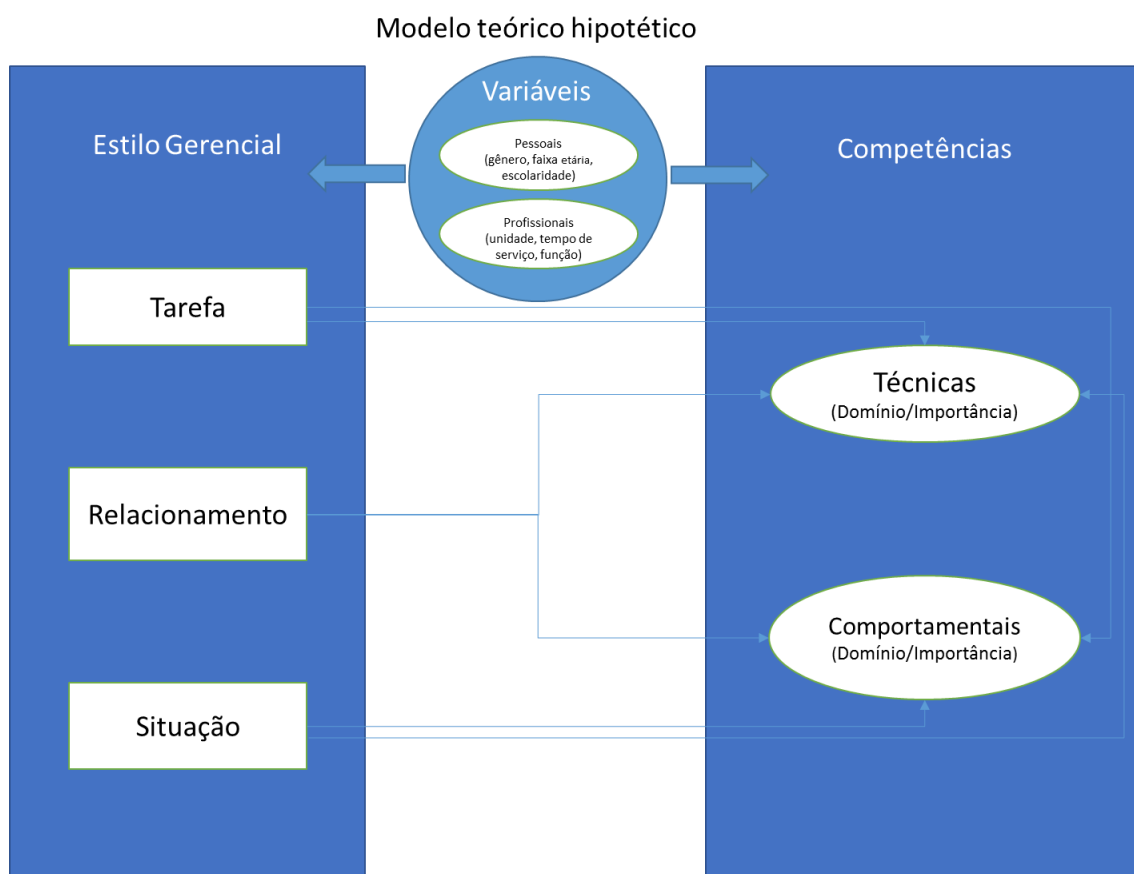 Modelo teórico hipotético
Variáveis
Estilo Gerencial
Pessoais
(gênero, faixa etária,
escolaridade)
Competências
Profissionais
(unidade, tempo de
serviço, função)
Tarefa
Técnicas
(Domínio/Importância)
Relacionamento
Comportamentais
(Domínio/Importância)
Situação